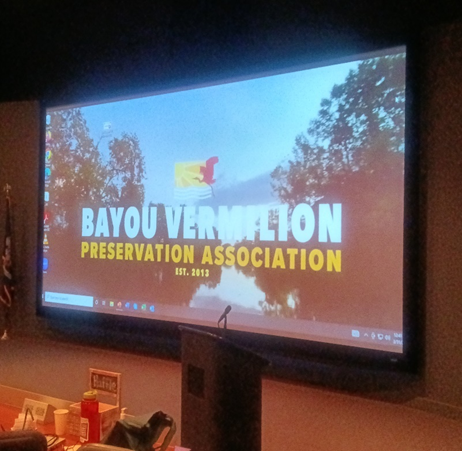 BAYOU VERMILION
PRESERVATION ASSOCIATION
EST. 2013